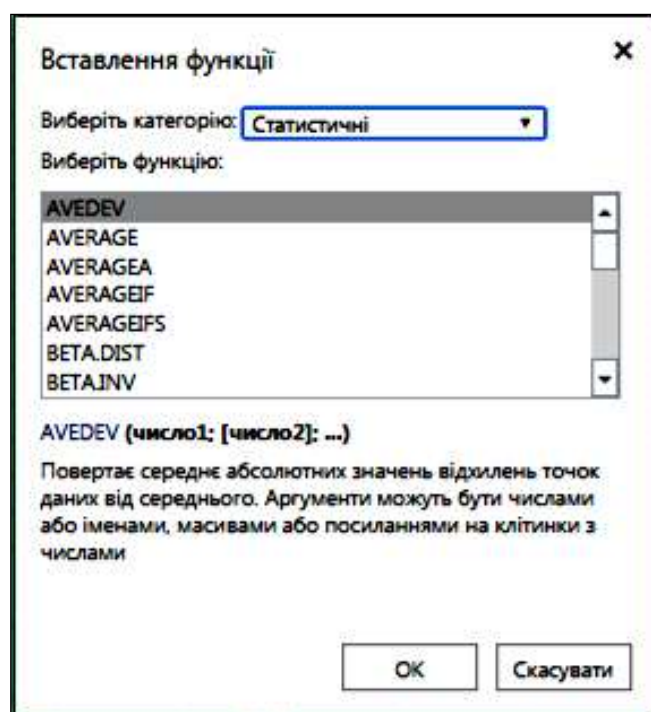 Вставлення функції
Виберіть категорію: Статистичні
Виберіть функцію:
AVEDEV
AVERAGE
AVERAGEA
AVERAGEIF
AVERAGEIFS
BETA.DIST
BETA.INV
AVEDEV (число1; [число2]; ...)
Повертає середнє абсолютних значень відхилень точок
даних від середнього. Аргументи можуть бути числами
або іменами, масивами або посиланнями на клітинки з
числами
ОК Скасувати